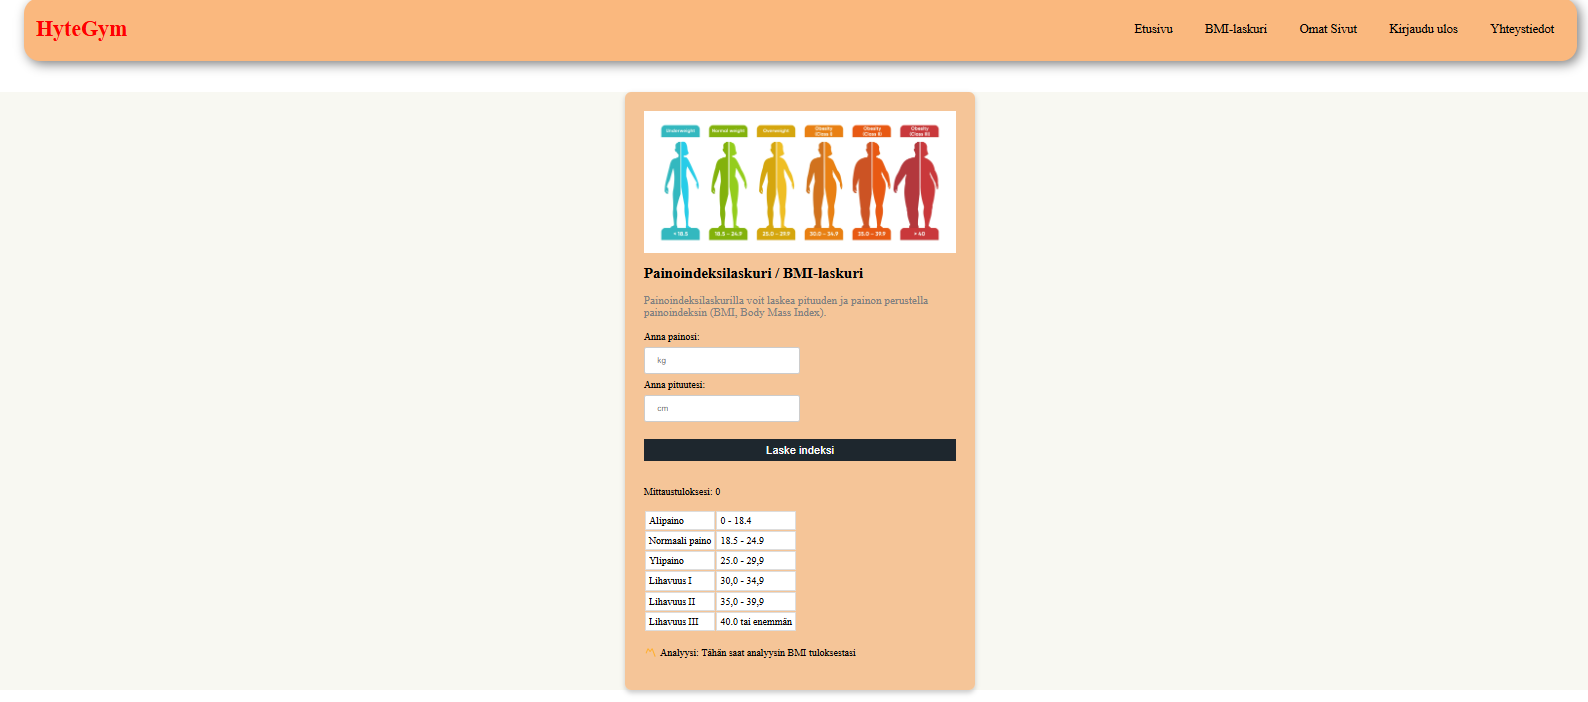 HyteGym
Etusivu BMI-laskuri Omat Sivut Kirjaudu ulos Yhteystiedot
Underweight Normal weight Overweight Obesity (Class I) Obesity (Class II) Obesity (Class III)
< 18.5 18.5 – 24.9 25.0 – 29.9 30.0 – 34.9 35.0 – 39.9 > 40
Painoindeksilaskuri / BMI-laskuri
Painoindeksilaskurilla voit laskea pituuden ja painon perustella
painoindeksin (BMI, Body Mass Index).
Anna painosi:
kg
Anna pituutesi:
cm
Laske indeksi
Mittaustuloksesi: 0
Alipaino 0 - 18.4
Normaali paino 18.5 - 24.9
Ylipaino 25.0 - 29,9
Lihavuus I 30,0 - 34,9
Lihavuus II 35,0 - 39,9
Lihavuus III 40.0 tai enemmän
Analyysi: Tähän saat analyysin BMI tuloksestasi